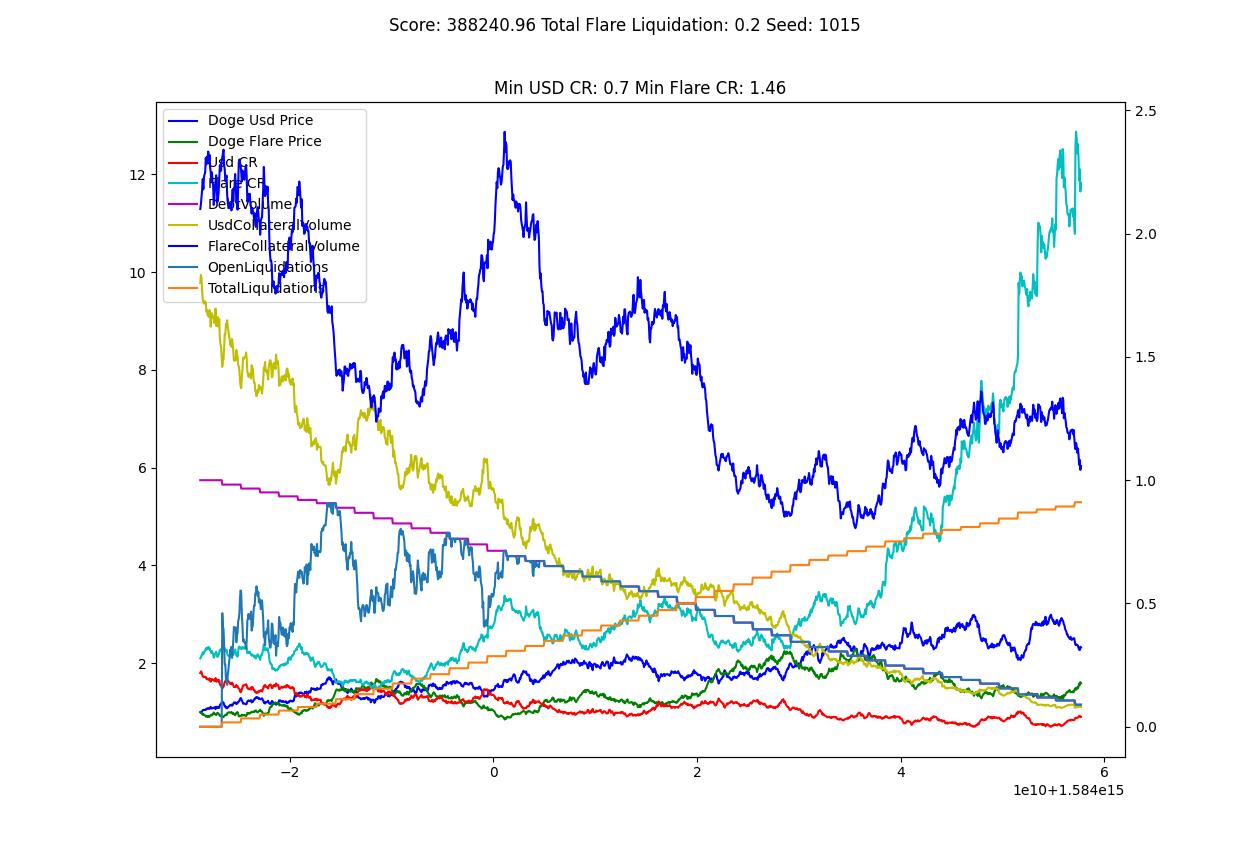 Score: 388240.96 Total Flare Liquidation: 0.2 Seed: 1015
Min USD CR: 0.7 Min Flare CR: 1.46
Doge Usd Price
Doge Flare Price
Usd CR
Flare CR
DebtVolume
UsdCollateralVolume
FlareCollateralVolume
OpenLiquidations
TotalLiquidations
12
10
8
6
4
2
2.5
2.0
1.5
1.0
0.5
0.0
−2
0
2
4
6
1e10+1.584e15